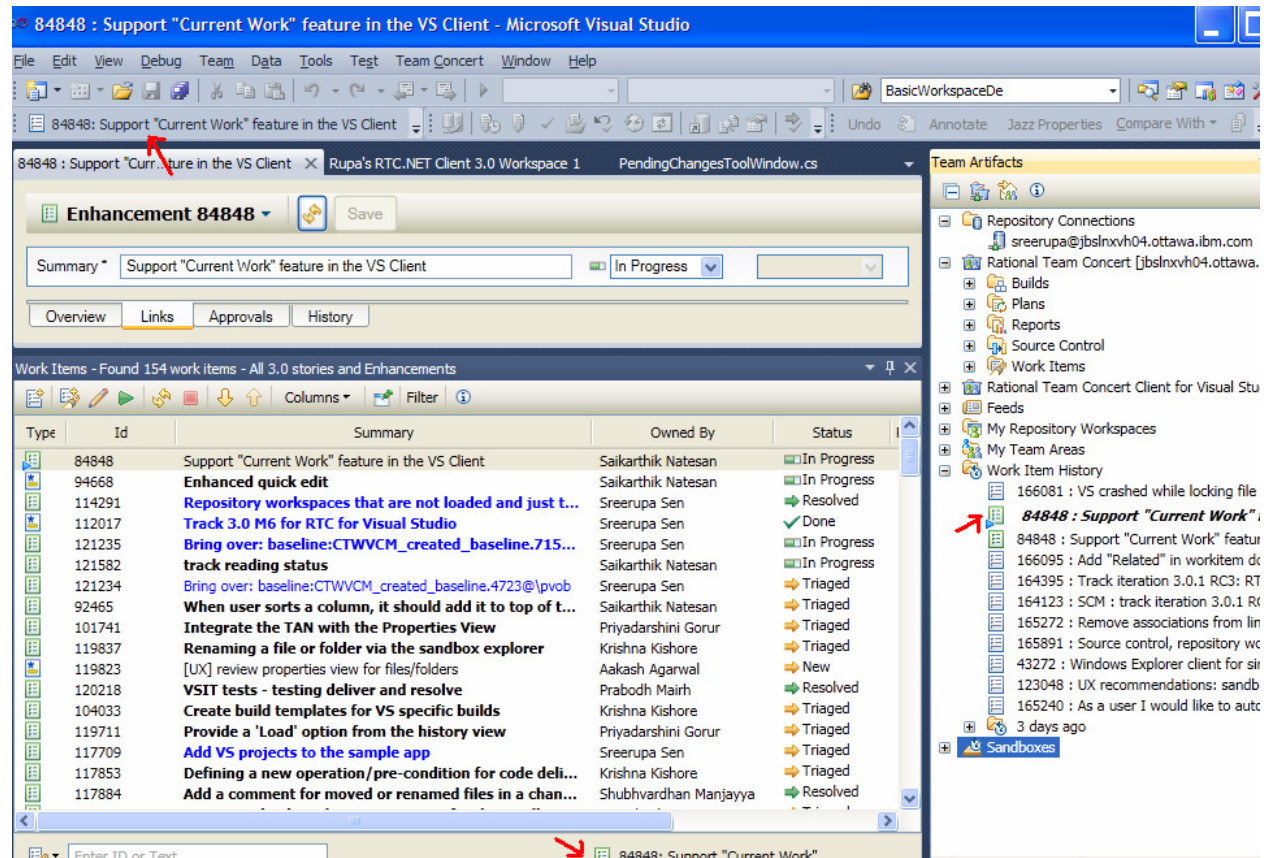 84848 : Support "Current Work" feature in the VS Client - Microsoft Visual Studio
File Edit View Debug Team Data Tools Test Team Concert Window Help
BasicWorkspaceDe
84848: Support "Current Work" feature in the VS Client Undo Annotate Jazz Properties Compare With
84848 : Support "Curr...ture in the VS Client Rupa's RTC.NET Client 3.0 Workspace 1 PendingChangesToolWindow.cs
Enhancement 84848 Save
Summary * Support "Current Work" feature in the VS Client In Progress
Overview Links Approvals History
Work Items - Found 154 work items - All 3.0 stories and Enhancements
Columns Filter
Type Id Summary Owned By Status
84848 Support "Current Work" feature in the VS Client Saikarthik Natesan In Progress
94668 Enhanced quick edit Saikarthik Natesan In Progress
114291 Repository workspaces that are not loaded and just t... Sreerupa Sen Resolved
112017 Track 3.0 M6 for RTC for Visual Studio Sreerupa Sen Done
121235 Bring over: baseline:CTWVCM_created_baseline.715... Sreerupa Sen In Progress
121582 track reading status Saikarthik Natesan In Progress
121234 Bring over: baseline:CTWVCM_created_baseline.4723@\pvob Sreerupa Sen Triaged
92465 When user sorts a column, it should add it to top of t... Saikarthik Natesan Triaged
101741 Integrate the TAN with the Properties View Priyadarshini Gorur Triaged
119837 Renaming a file or folder via the sandbox explorer Krishna Kishore Triaged
119823 [UX] review properties view for files/folders Aakash Agarwal New
120218 VSIT tests - testing deliver and resolve Prabodh Mairh Resolved
104033 Create build templates for VS specific builds Krishna Kishore Triaged
119711 Provide a 'Load' option from the history view Priyadarshini Gorur Triaged
117709 Add VS projects to the sample app Sreerupa Sen Triaged
117853 Defining a new operation/pre-condition for code deli... Krishna Kishore Triaged
117884 Add a comment for moved or renamed files in a chan... Shubhvardhan Manjayya Resolved
Enter ID or Text 84848: Support "Current Work"
Team Artifacts
Repository Connections
sreerupa@jbslnxvh04.ottawa.ibm.com
Rational Team Concert [jbslnxvh04.ottawa.
Builds
Plans
Reports
Source Control
Work Items
Rational Team Concert Client for Visual Stu
Feeds
My Repository Workspaces
My Team Areas
Work Item History
166081 : VS crashed while locking file
84848 : Support "Current Work"
84848 : Support "Current Work" featur
166095 : Add "Related" in workitem do
164395 : Track iteration 3.0.1 RC3: RT
164123 : SCM : track iteration 3.0.1 RC
165272 : Remove associations from lin
165891 : Source control, repository wo
43272 : Windows Explorer client for sin
123048 : UX recommendations: sandb
165240 : As a user I would like to auto
3 days ago
Sandboxes